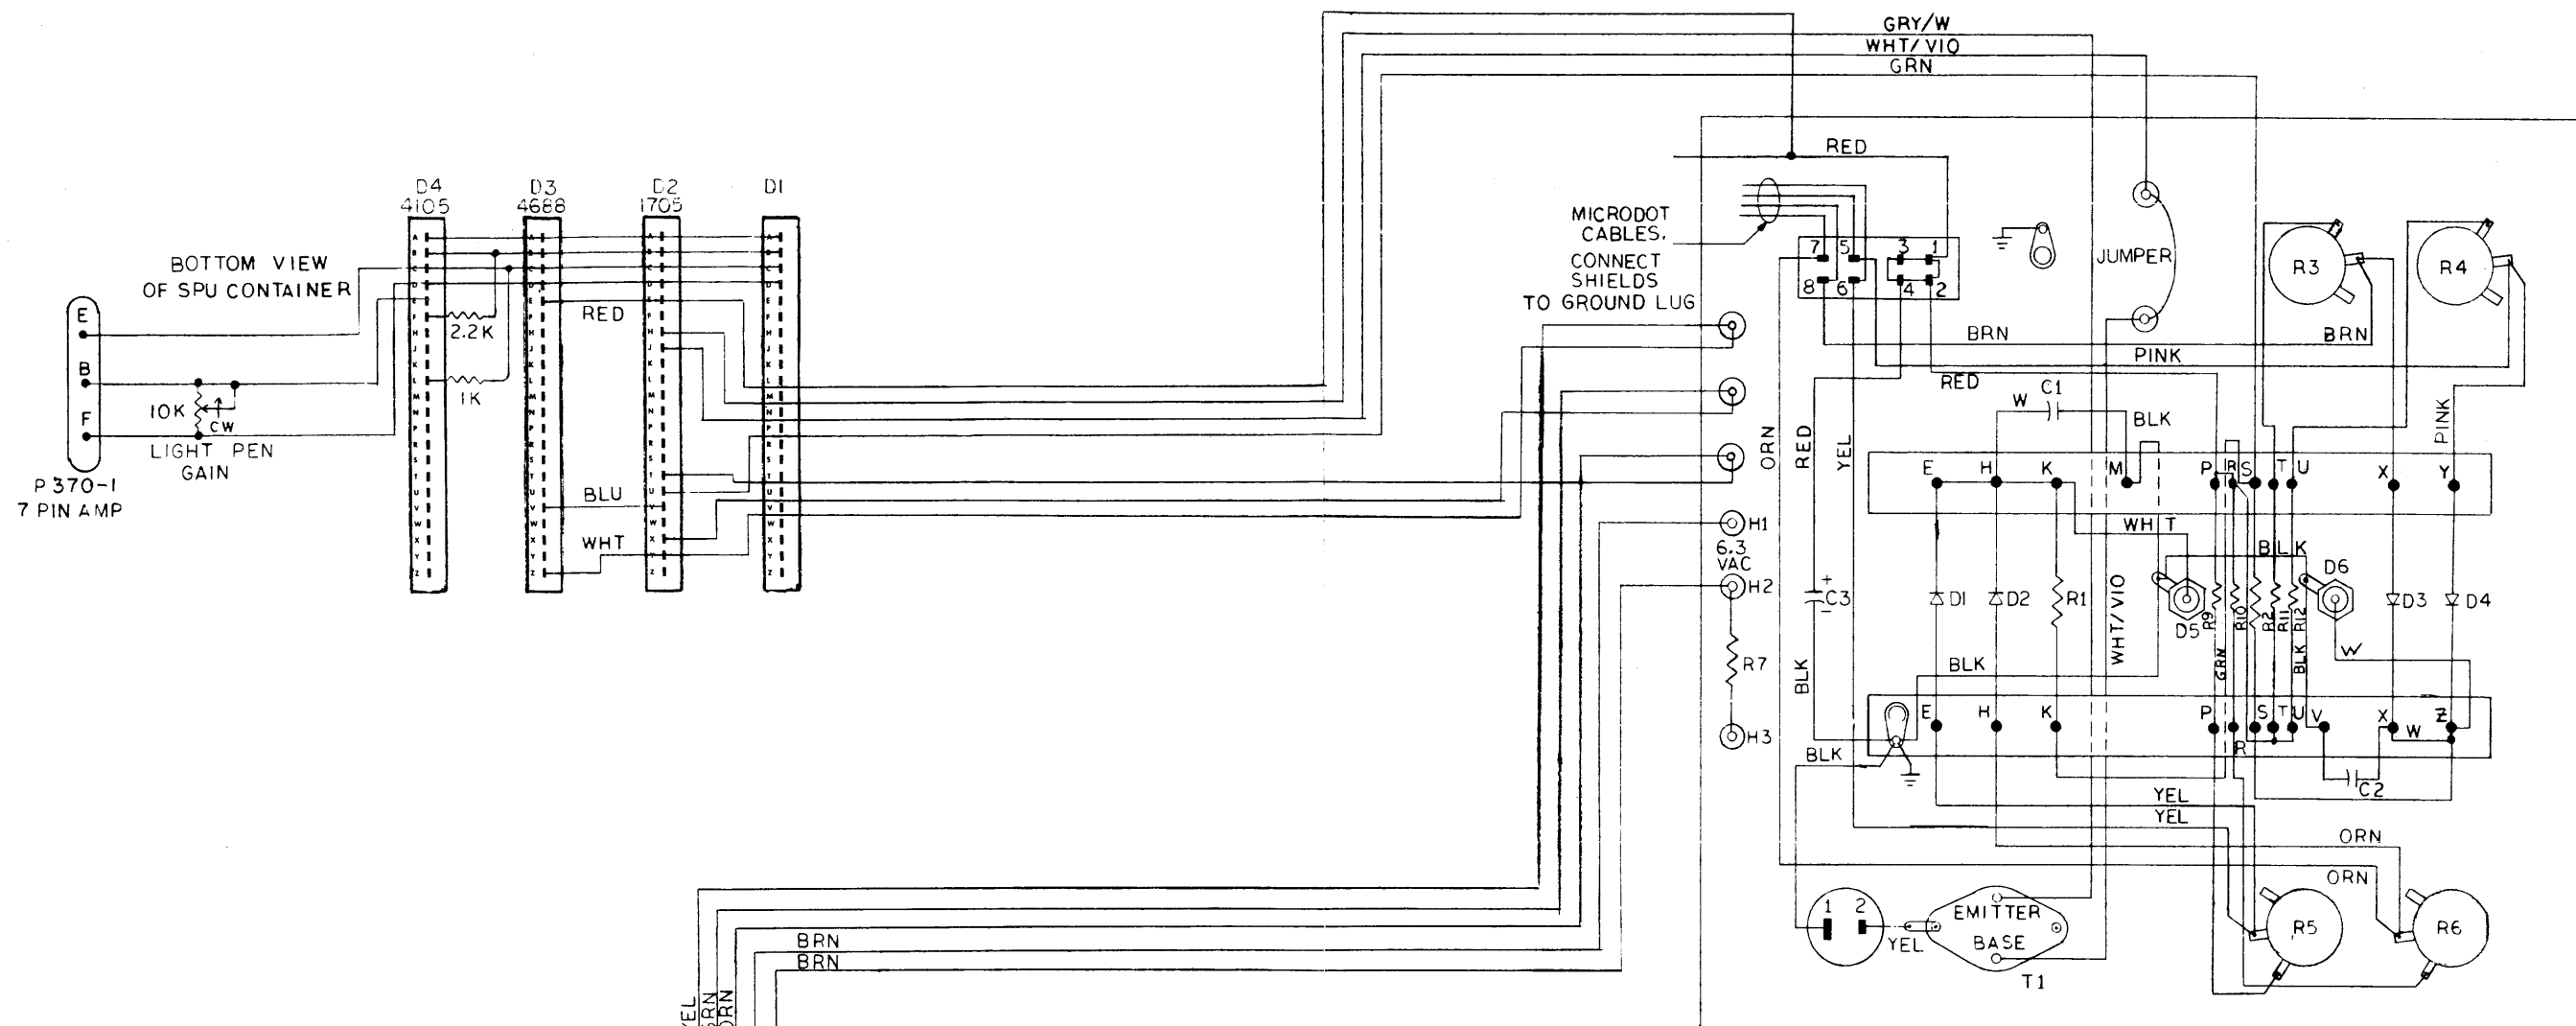 GRY/W
WHT/VIO
GRN
RED
D4
4105
D3
4688
D2
1705
D1
BOTTOM VIEW
OF SPU CONTAINER
E
B
F
10K
CW
LIGHT PEN
GAIN
P370-1
7 PIN AMP
A
B
C
D
E
F
H
J
K
L
M
N
P
R
S
T
U
V
W
X
Y
Z
2.2K
1K
A
B
C
D
E
F
H
J
K
L
M
N
P
R
S
T
U
V
W
X
Y
Z
RED
BLU
WHT
A
B
C
D
E
F
H
J
K
L
M
N
P
R
S
T
U
V
W
X
Y
Z
A
B
C
D
E
F
H
J
K
L
M
N
P
R
S
T
U
V
W
X
Y
Z
MICRODOT
CABLES.
CONNECT
SHIELDS
TO GROUND LUG
7 5 3 1
8 6 4 2
JUMPER
R3
R4
BRN
BRN
PINK
RED
C1
W
BLK
ORN
RED
YEL
PINK
E H K M P R S T U X Y
WHT
BLK
H1
6.3
VAC
H2
R7
H3
+
C3
−
D1
D2
R1
WHT/VIO
D5
R9
R10
R2
R11
R12
D6
D3
D4
BLK
BLK
GRN
BLK
W
E H K P S T U V X Z
R
W
BLK
C2
YEL
YEL
ORN
ORN
1 2
YEL
EMITTER
BASE
T1
R5
R6
BRN
BRN
YEL
ORN